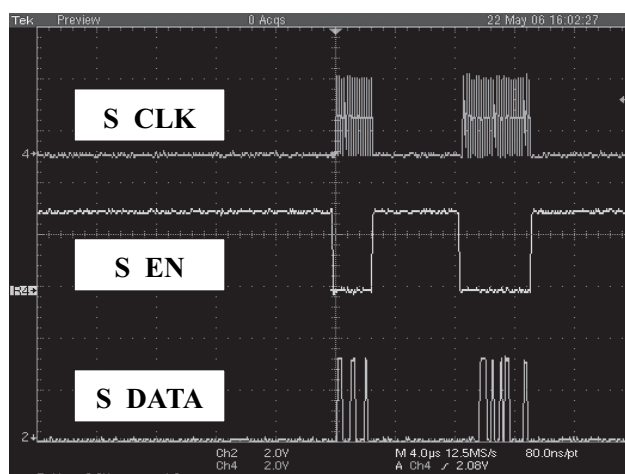 Tek Preview 0 Acqs 22 May 06 16:02:27
S CLK
4
S EN
R4
S DATA
2
Ch2 2.0V M 4.0µs 12.5MS/s 80.0ns/pt
Ch4 2.0V A Ch4 / 2.08V